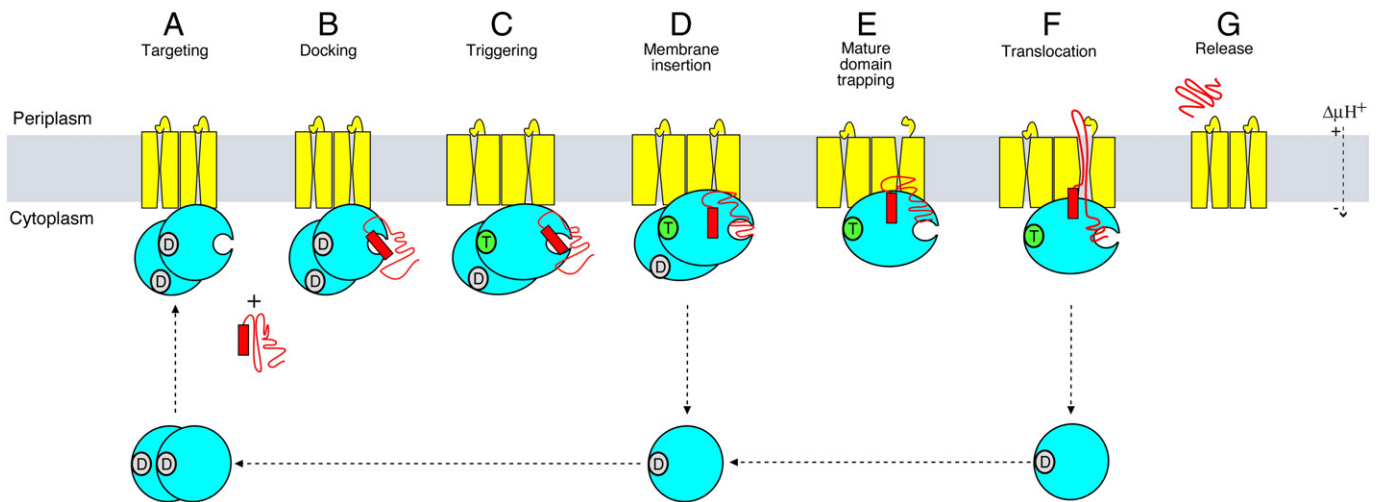 A
B
C
D
E
F
G
Targeting
Docking
Triggering
Membrane
insertion
Mature
domain
trapping
Translocation
Release
Periplasm
ΔμH+
+
Cytoplasm
-
D
D
T
T
T
T
D
D
D
D
+
D D
D
D